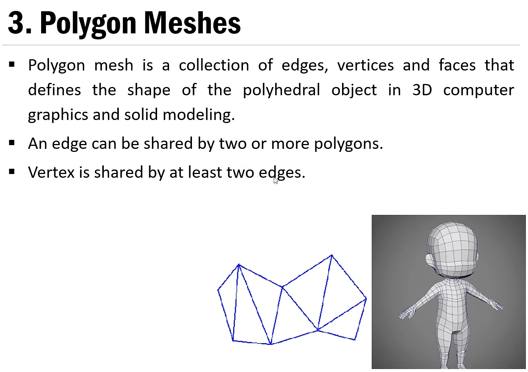 3. Polygon Meshes
▪ Polygon mesh is a collection of edges, vertices and faces that
defines the shape of the polyhedral object in 3D computer
graphics and solid modeling.
▪ An edge can be shared by two or more polygons.
▪ Vertex is shared by at least two edges.